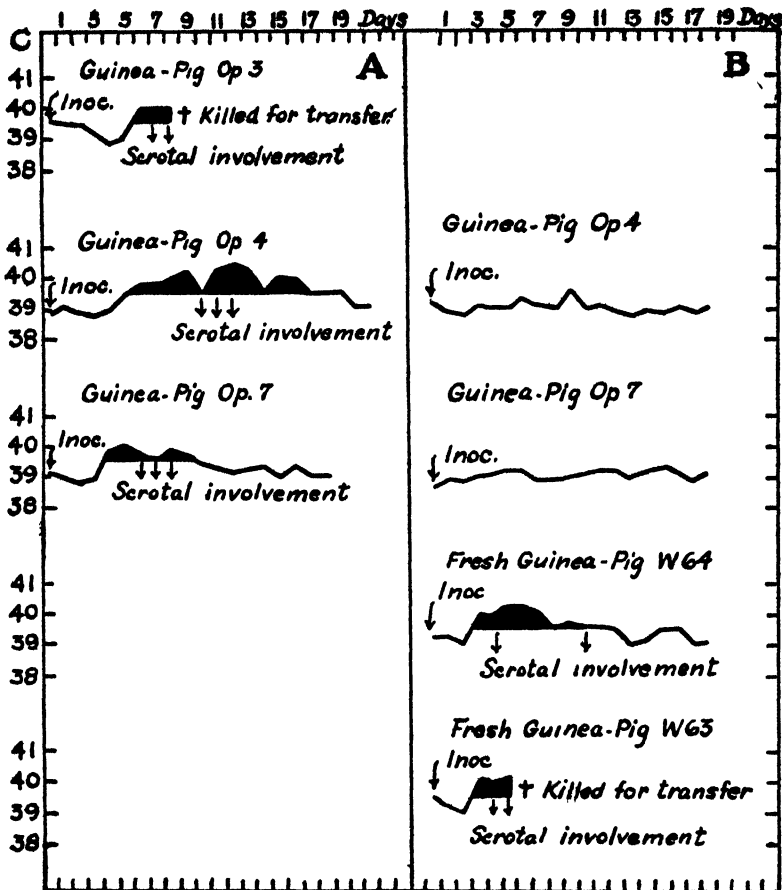 1 3 5 7 9 11 13 15 17 19 Days
1 3 5 7 9 11 13 15 17 19 Days
C
A
Guinea-Pig Op 3
41
40
39
38
Inoc.
† Killed for transfer.
Scrotal involvement
Guinea-Pig Op 4
41
40
39
38
Inoc.
Scrotal involvement
Guinea-Pig Op. 7
41
40
39
38
Inoc.
Scrotal involvement
41
40
39
38
41
40
39
38
B
Guinea-Pig Op 4
Inoc.
Guinea-Pig Op 7
Inoc.
Fresh Guinea-Pig W64
Inoc
Scrotal involvement
Fresh Guinea-Pig W63
Inoc
† Killed for transfer
Scrotal involvement